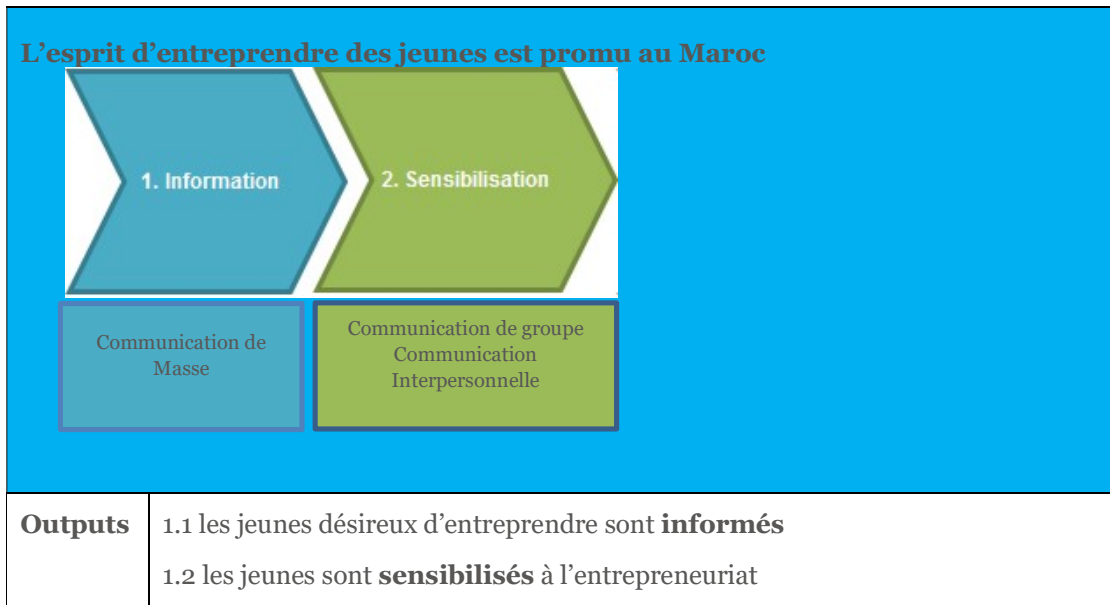 L’esprit d’entreprendre des jeunes est promu au Maroc
1. Information
2. Sensibilisation
Communication de
Masse
Communication de groupe
Communication
Interpersonnelle
Outputs
1.1 les jeunes désireux d’entreprendre sont informés
1.2 les jeunes sont sensibilisés à l’entrepreneuriat